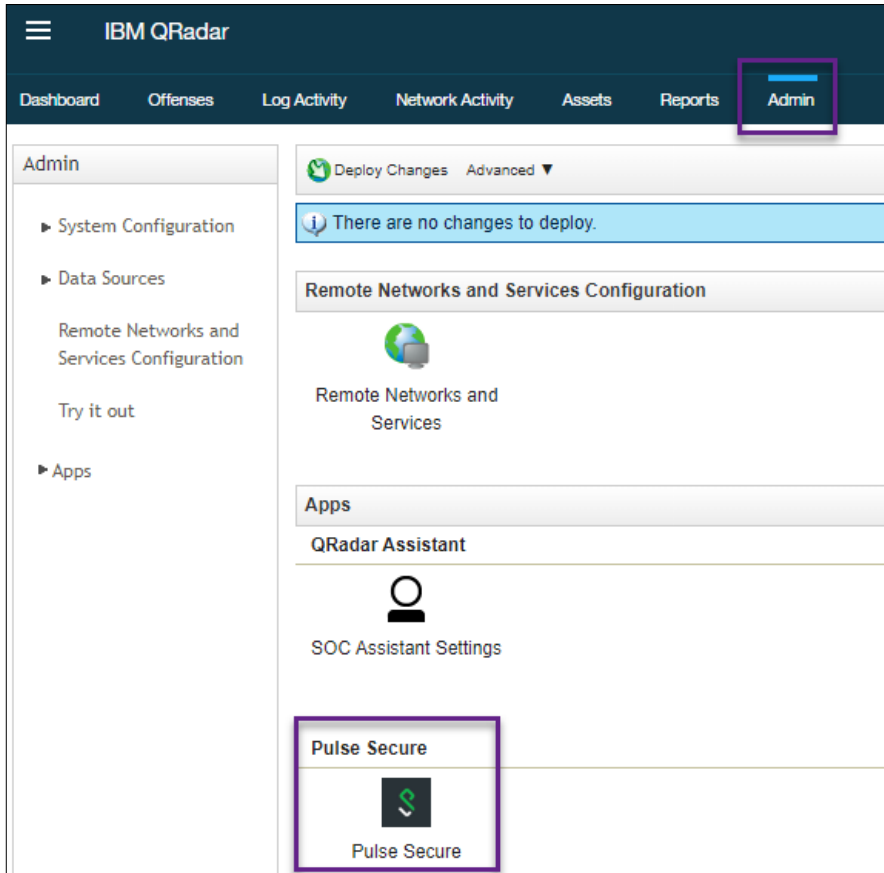 IBM QRadar
Dashboard Offenses Log Activity Network Activity Assets Reports Admin
Admin
System Configuration
Data Sources
Remote Networks and
Services Configuration
Try it out
Apps
Deploy Changes Advanced ▼
There are no changes to deploy.
Remote Networks and Services Configuration
Remote Networks and
Services
Apps
QRadar Assistant
SOC Assistant Settings
Pulse Secure
Pulse Secure